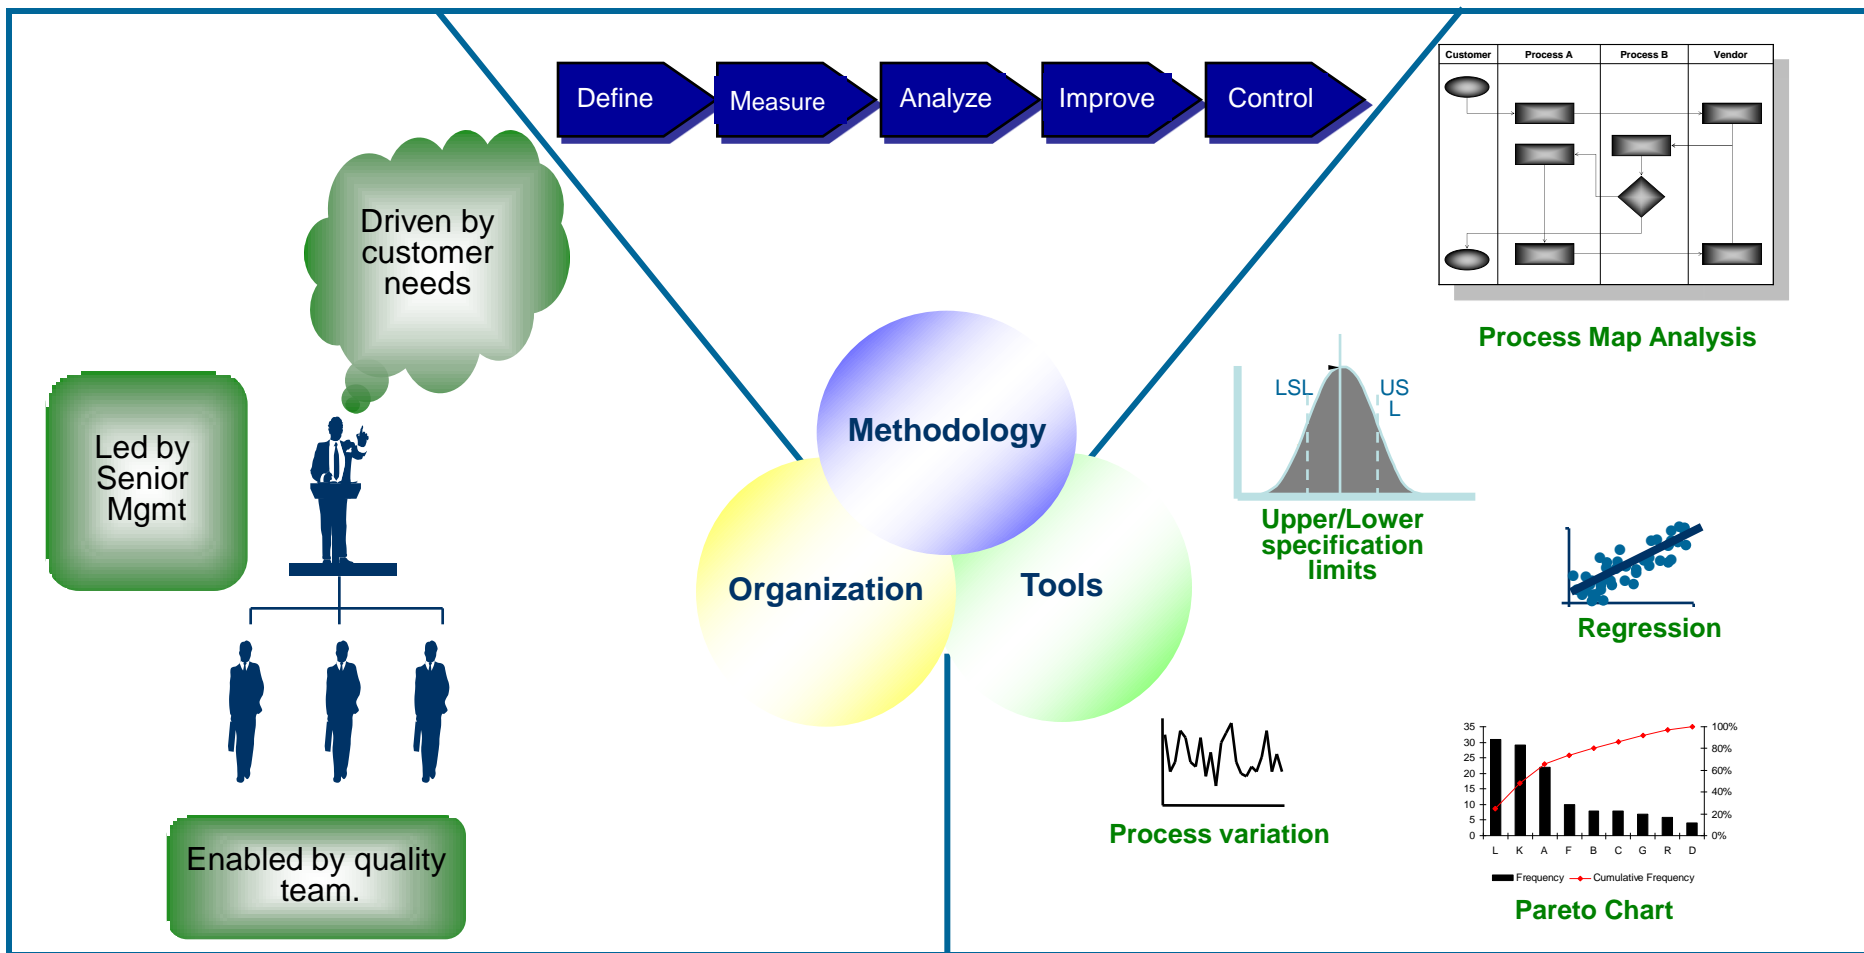 Define
Measure
Analyze
Improve
Control
Driven by
customer
needs
Led by
Senior
Mgmt
Enabled by quality
team.
Methodology
Organization
Tools
Customer
Process A
Process B
Vendor
Process Map Analysis
LSL
US
L
Upper/Lower
specification
limits
Regression
Process variation
35
30
25
20
15
10
5
0
100%
80%
60%
40%
20%
0%
L K A F B C G R D
Frequency
Cumulative Frequency
Pareto Chart